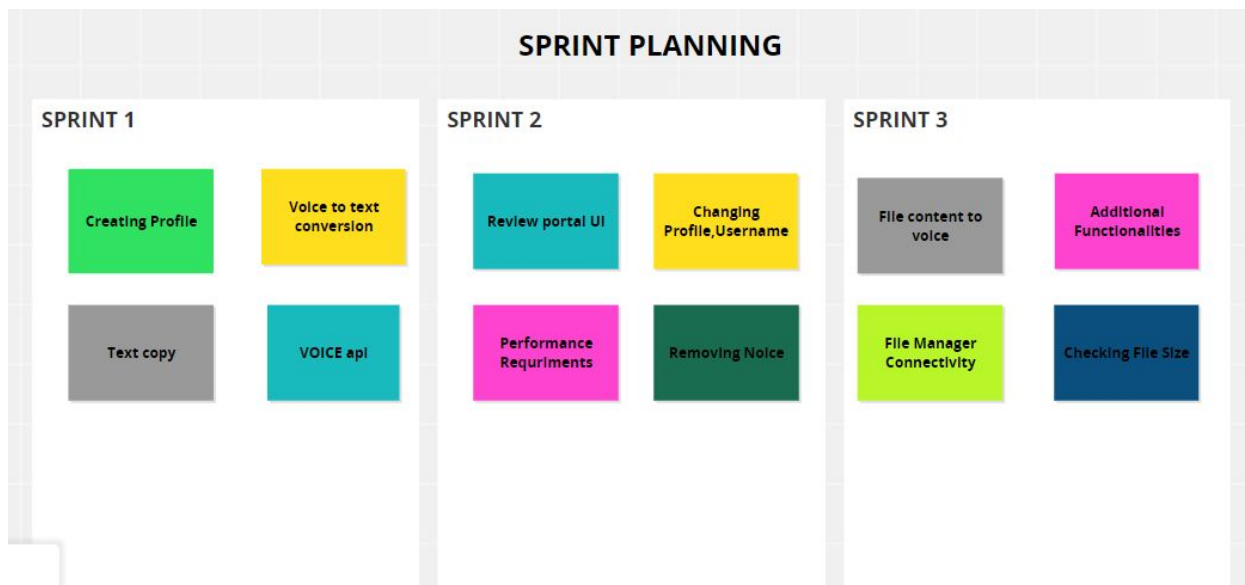 SPRINT PLANNING
SPRINT 1
Creating Profile
Voice to text
conversion
Text copy
VOICE api
SPRINT 2
Review portal UI
Changing
Profile,Username
Performance
Requriments
Removing Noice
SPRINT 3
File content to
voice
Additional
Functionalities
File Manager
Connectivity
Checking File Size